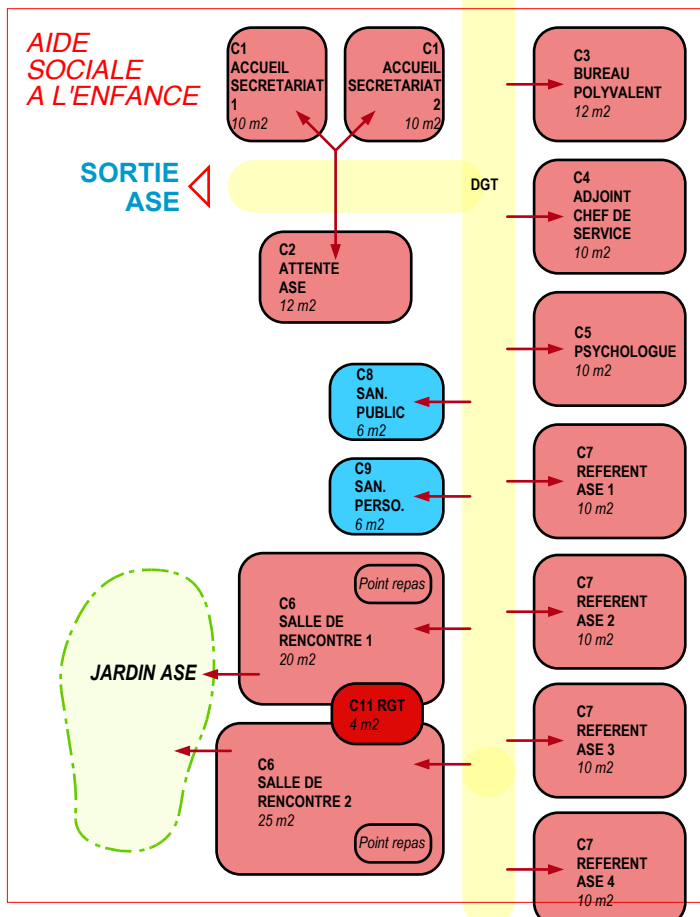 AIDE
SOCIALE
A L'ENFANCE
C1
ACCUEIL
SECRETARIAT
1
10 m2
C1
ACCUEIL
SECRETARIAT
2
10 m2
C3
BUREAU
POLYVALENT
12 m2
SORTIE
ASE
DGT
C4
ADJOINT
CHEF DE
SERVICE
10 m2
C2
ATTENTE
ASE
12 m2
C5
PSYCHOLOGUE
10 m2
C8
SAN.
PUBLIC
6 m2
C9
SAN.
PERSO.
6 m2
C7
REFERENT
ASE 1
10 m2
Point repas
C6
SALLE DE
RENCONTRE 1
20 m2
C7
REFERENT
ASE 2
10 m2
JARDIN ASE
C11 RGT
4 m2
C7
REFERENT
ASE 3
10 m2
C6
SALLE DE
RENCONTRE 2
25 m2
Point repas
C7
REFERENT
ASE 4
10 m2